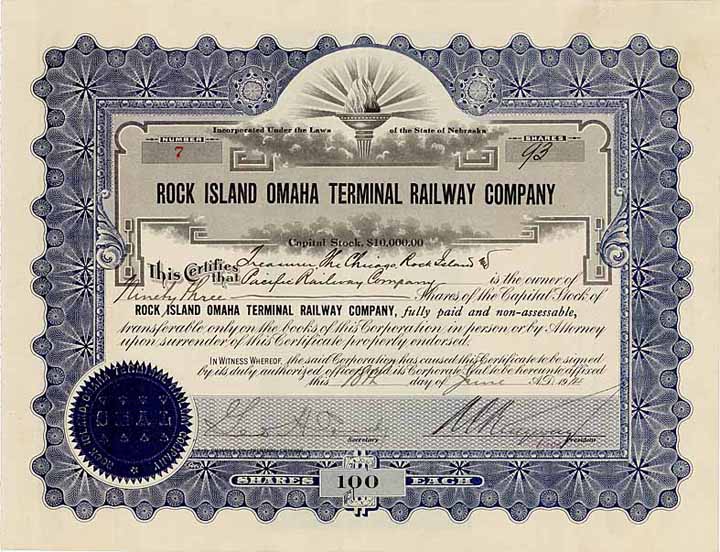 Incorporated Under the Laws of the State of Nebraska
NUMBER SHARES
7 93
ROCK ISLAND OMAHA TERMINAL RAILWAY COMPANY
Capital Stock, $10,000.00
This Certifies that Treasurer The Chicago, Rock Island &
Pacific Railway Company is the owner of
Ninety three Shares of the Capital Stock of
ROCK ISLAND OMAHA TERMINAL RAILWAY COMPANY, fully paid and non-assessable,
transferable only on the books of this Corporation in person or by Attorney
upon surrender of this Certificate properly endorsed.
IN WITNESS WHEREOF, the said Corporation has caused this Certificate to be signed
by its duly authorized officers and its Corporate Seal to be hereunto affixed
this 10th day of June A.D. 1914
SEAL
Secretary President
SHARES 100 EACH